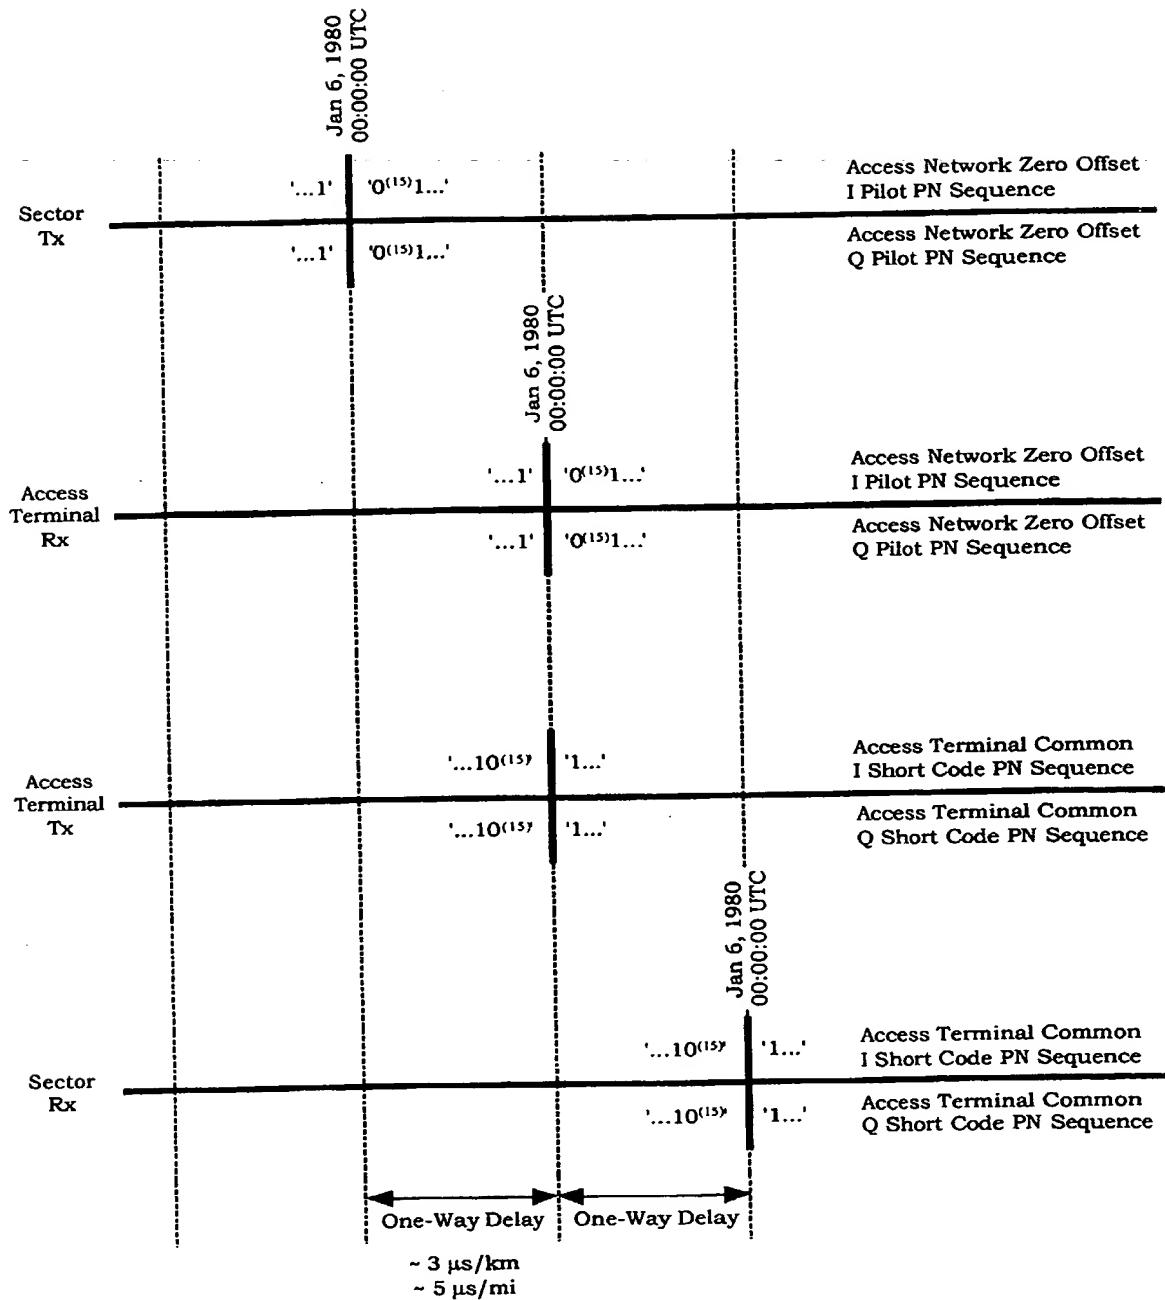 Jan 6, 1980
00:00:00 UTC
'...1' '0(15)1...'
Access Network Zero Offset
I Pilot PN Sequence
Sector
Tx
'...1' '0(15)1...'
Access Network Zero Offset
Q Pilot PN Sequence
Jan 6, 1980
00:00:00 UTC
'...1' '0(15)1...'
Access Network Zero Offset
I Pilot PN Sequence
Access
Terminal
Rx
'...1' '0(15)1...'
Access Network Zero Offset
Q Pilot PN Sequence
'...10(15)' '1...'
Access Terminal Common
I Short Code PN Sequence
Access
Terminal
Tx
'...10(15)' '1...'
Access Terminal Common
Q Short Code PN Sequence
Jan 6, 1980
00:00:00 UTC
'...10(15)' '1...'
Access Terminal Common
I Short Code PN Sequence
Sector
Rx
'...10(15)' '1...'
Access Terminal Common
Q Short Code PN Sequence
One-Way Delay One-Way Delay
~ 3 µs/km
~ 5 µs/mi